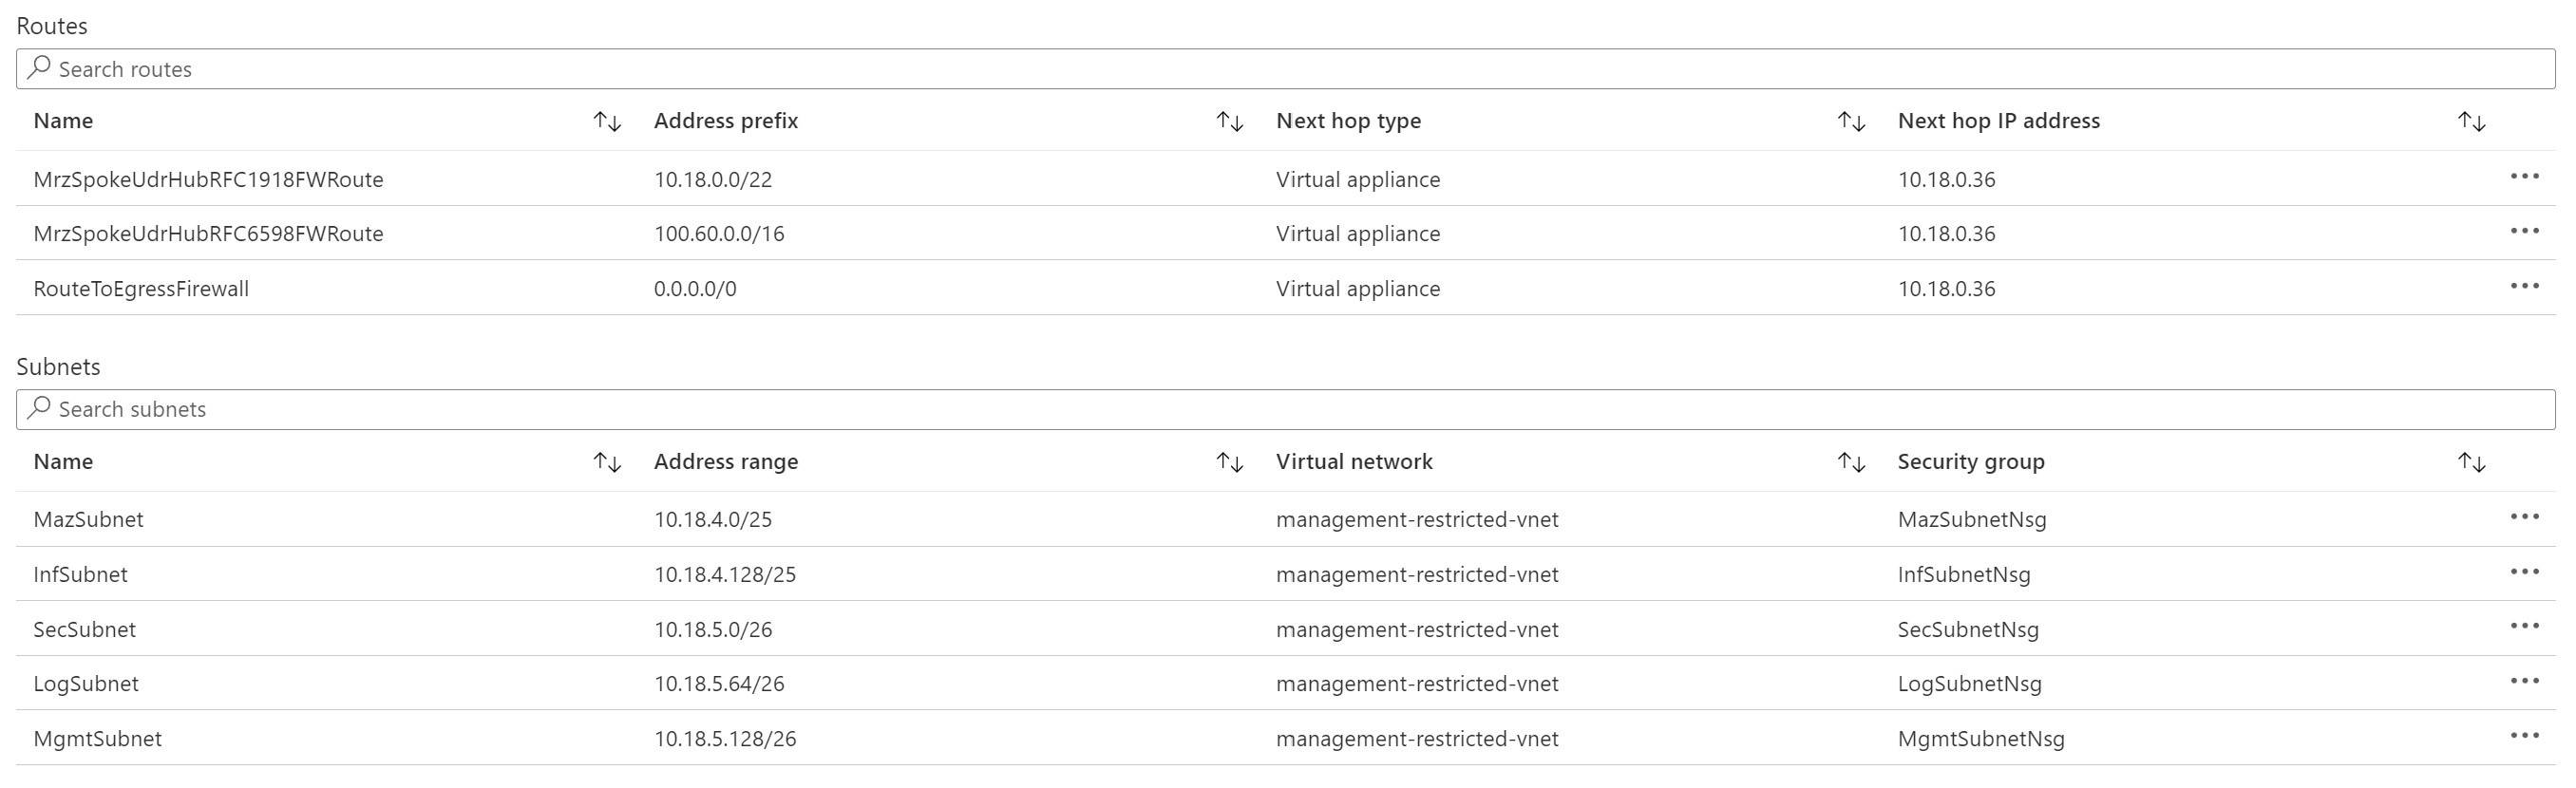 Routes
Search routes
Name Address prefix Next hop type Next hop IP address
MrzSpokeUdrHubRFC1918FWRoute 10.18.0.0/22 Virtual appliance 10.18.0.36
MrzSpokeUdrHubRFC6598FWRoute 100.60.0.0/16 Virtual appliance 10.18.0.36
RouteToEgressFirewall 0.0.0.0/0 Virtual appliance 10.18.0.36
Subnets
Search subnets
Name Address range Virtual network Security group
MazSubnet 10.18.4.0/25 management-restricted-vnet MazSubnetNsg
InfSubnet 10.18.4.128/25 management-restricted-vnet InfSubnetNsg
SecSubnet 10.18.5.0/26 management-restricted-vnet SecSubnetNsg
LogSubnet 10.18.5.64/26 management-restricted-vnet LogSubnetNsg
MgmtSubnet 10.18.5.128/26 management-restricted-vnet MgmtSubnetNsg